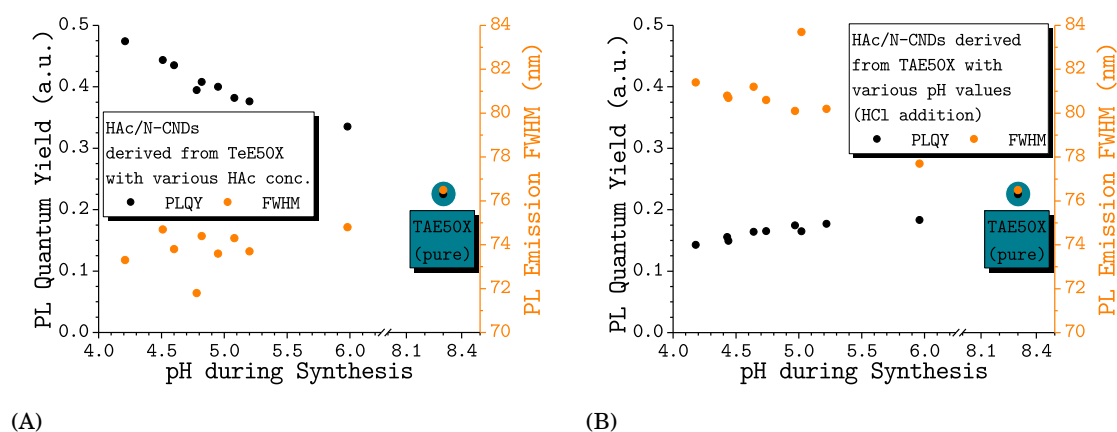 0.5
0.4
0.3
0.2
0.1
0.0
PL Quantum Yield (a.u.)
HAc/N-CNDs
derived from TeE50X
with various HAc conc.
PLQY FWHM
TAE50X
(pure)
84
82
80
78
76
74
72
70
PL Emission FWHM (nm)
4.0 4.5 5.0 5.5 6.0 8.1 8.4
pH during Synthesis
(A)
0.5
0.4
0.3
0.2
0.1
0.0
PL Quantum Yield (a.u.)
HAc/N-CNDs derived
from TAE50X with
various pH values
(HCl addition)
PLQY FWHM
TAE50X
(pure)
84
82
80
78
76
74
72
70
PL Emission FWHM (nm)
4.0 4.5 5.0 5.5 6.0 8.1 8.4
pH during Synthesis
(B)